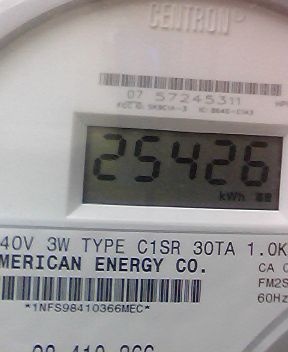 CENTRON®
07 57245311
25426
kWh
40V 3W TYPE C1SR 30TA 1.0K
MERICAN ENERGY CO.
CA 0
FM2S
60Hz
*1NFS98410366MEC*